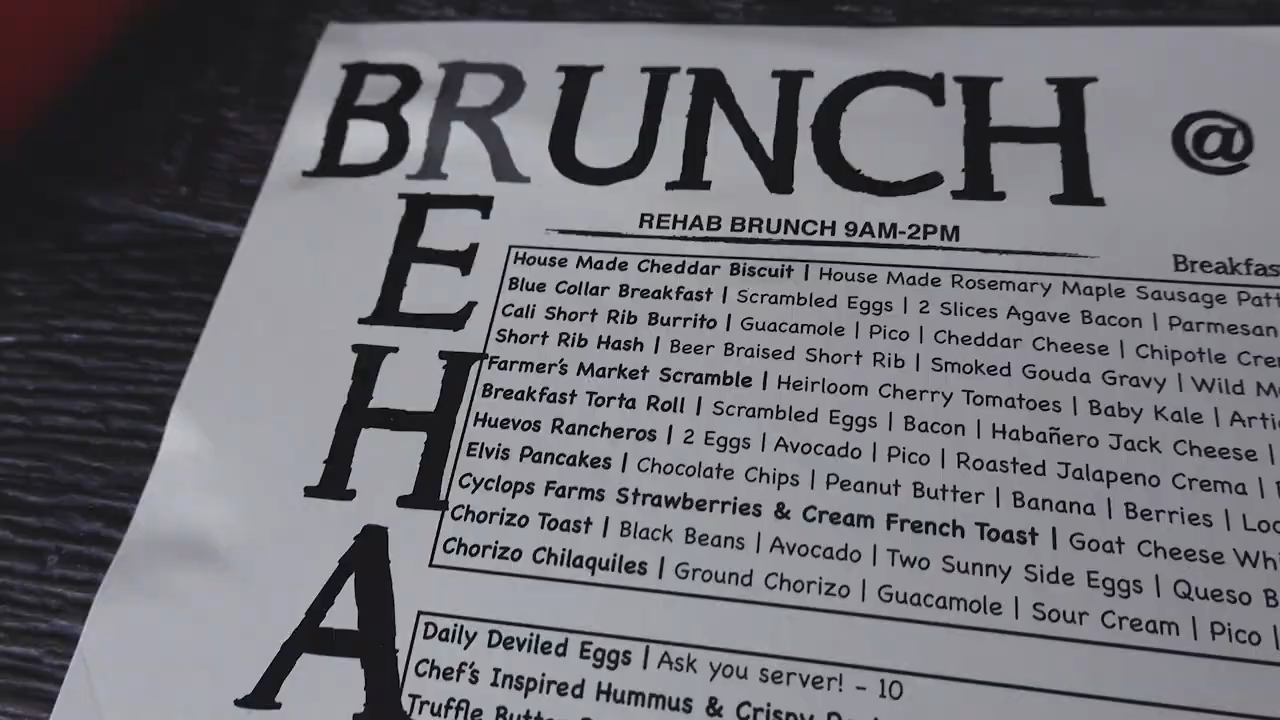 BRUNCH @
E
H
A
REHAB BRUNCH 9AM-2PM
House Made Cheddar Biscuit | House Made Rosemary Maple Sausage
Blue Collar Breakfast | Scrambled Eggs | 2 Slices Agave Bacon | Parmesan
Cali Short Rib Burrito | Guacamole | Pico | Cheddar Cheese | Chipotle
Short Rib Hash | Beer Braised Short Rib | Smoked Gouda Gravy | Wild
Farmer's Market Scramble | Heirloom Cherry Tomatoes | Baby Kale |
Breakfast Torta Roll | Scrambled Eggs | Bacon | Habañero Jack Cheese |
Huevos Rancheros | 2 Eggs | Avocado | Pico | Roasted Jalapeno Crema |
Elvis Pancakes | Chocolate Chips | Peanut Butter | Banana | Berries |
Cyclops Farms Strawberries & Cream French Toast | Goat Cheese
Chorizo Toast | Black Beans | Avocado | Two Sunny Side Eggs | Queso
Chorizo Chilaquiles | Ground Chorizo | Guacamole | Sour Cream | Pico |
Daily Deviled Eggs | Ask you server! - 10
Chef's Inspired Hummus & Crispy
Truffle